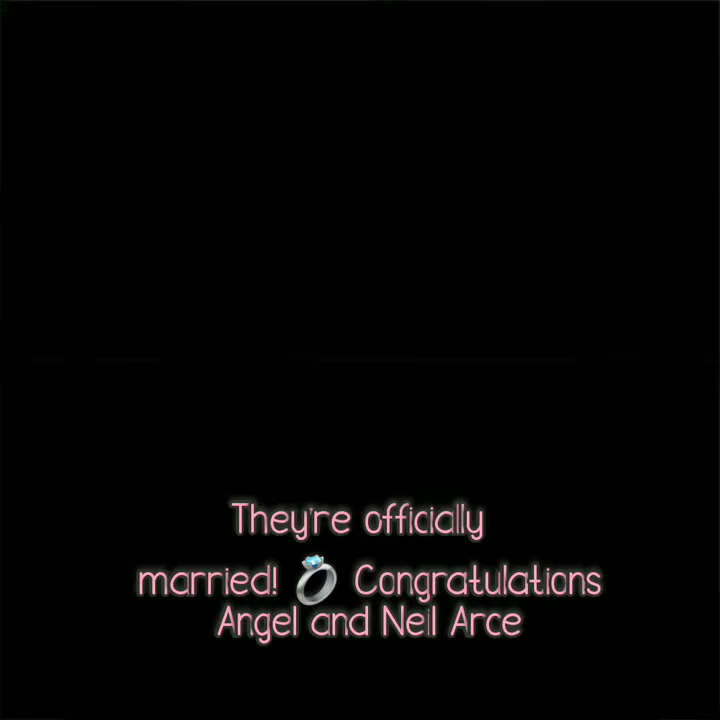 They're officially
married! 💍 Congratulations
Angel and Neil Arce